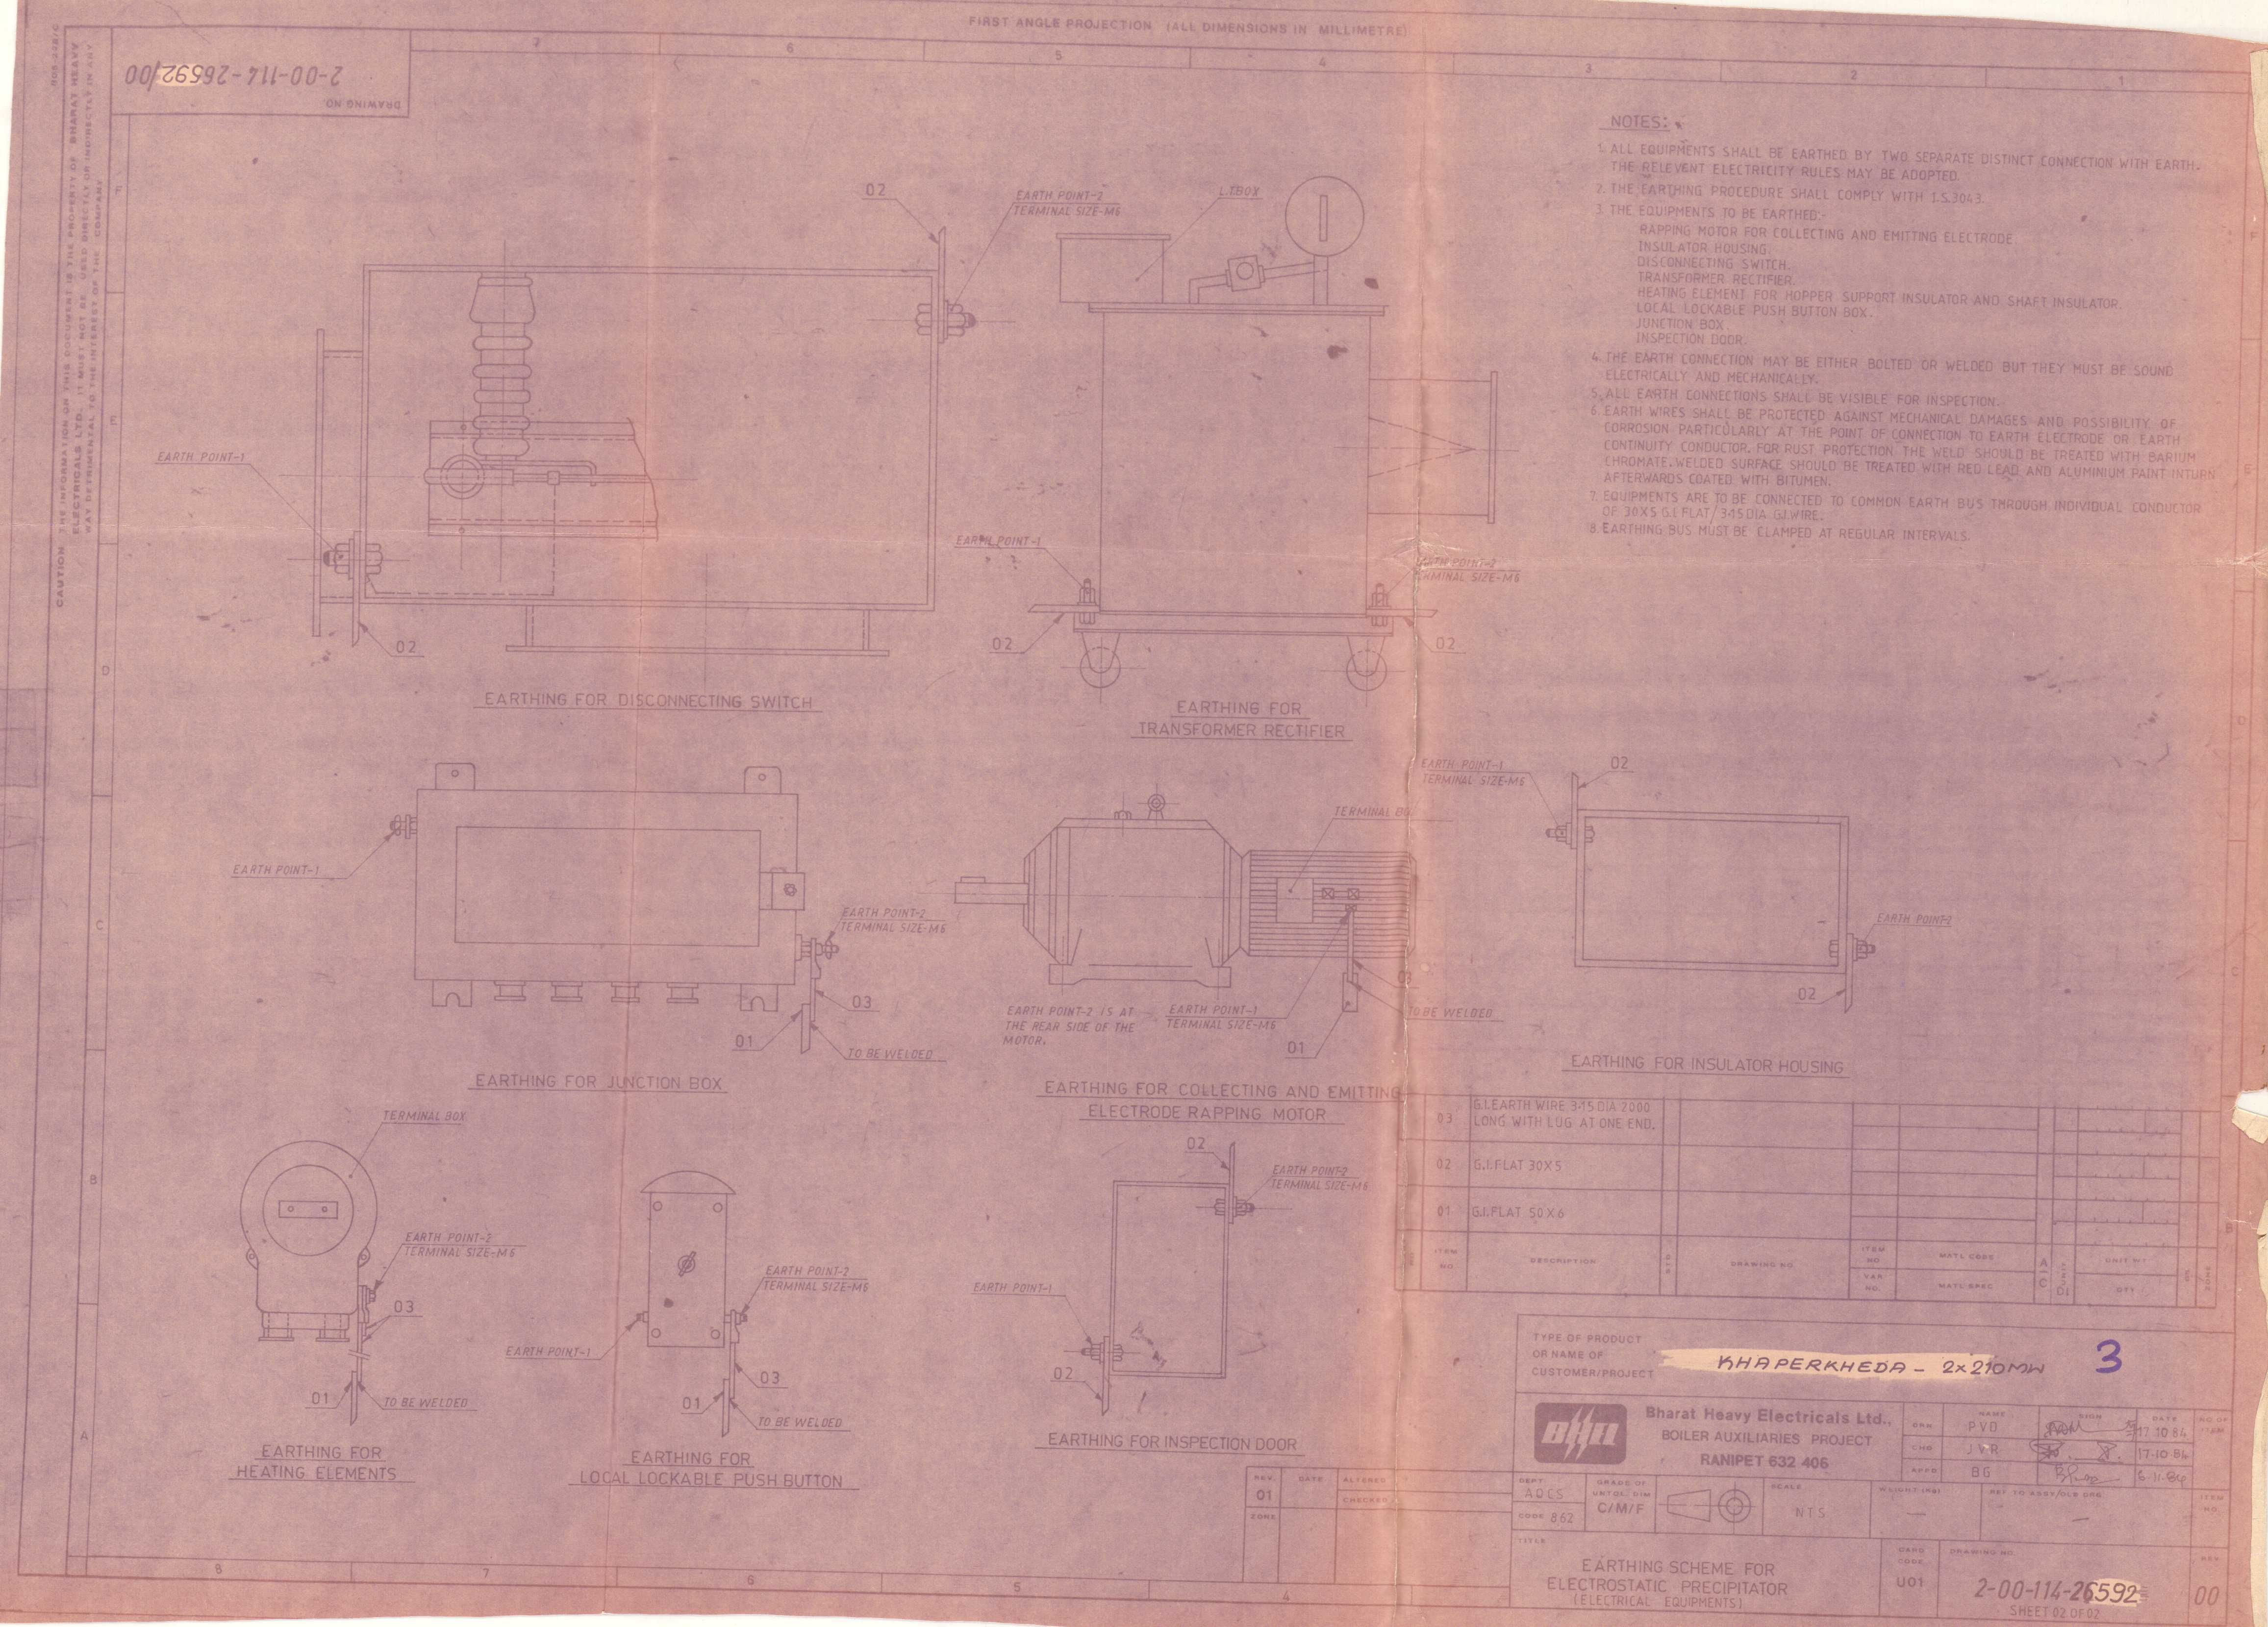 FIRST ANGLE PROJECTION (ALL DIMENSIONS IN MILLIMETRE)
7 6 5 4 3 2 1
DRAWING NO
2-00-114-26592/00
CAUTION THE INFORMATION ON THIS DOCUMENT IS THE PROPERTY OF BHARAT HEAVY
ELECTRICALS LTD. IT MUST NOT BE USED DIRECTLY OR INDIRECTLY IN ANY
WAY DETRIMENTAL TO THE INTEREST OF THE COMPANY
NOTES:
1. ALL EQUIPMENTS SHALL BE EARTHED BY TWO SEPARATE DISTINCT CONNECTION WITH EARTH.
THE RELEVENT ELECTRICITY RULES MAY BE ADOPTED.
2. THE EARTHING PROCEDURE SHALL COMPLY WITH I.S.3043.
3. THE EQUIPMENTS TO BE EARTHED:-
RAPPING MOTOR FOR COLLECTING AND EMITTING ELECTRODE.
INSULATOR HOUSING.
DISCONNECTING SWITCH.
TRANSFORMER RECTIFIER.
HEATING ELEMENT FOR HOPPER SUPPORT INSULATOR AND SHAFT INSULATOR.
LOCAL LOCKABLE PUSH BUTTON BOX.
JUNCTION BOX.
INSPECTION DOOR.
4. THE EARTH CONNECTION MAY BE EITHER BOLTED OR WELDED BUT THEY MUST BE SOUND
ELECTRICALLY AND MECHANICALLY.
5. ALL EARTH CONNECTIONS SHALL BE VISIBLE FOR INSPECTION.
6. EARTH WIRES SHALL BE PROTECTED AGAINST MECHANICAL DAMAGES AND POSSIBILITY OF
CORROSION PARTICULARLY AT THE POINT OF CONNECTION TO EARTH ELECTRODE OR EARTH
CONTINUITY CONDUCTOR. FOR RUST PROTECTION THE WELD SHOULD BE TREATED WITH BARIUM
CHROMATE. WELDED SURFACE SHOULD BE TREATED WITH RED LEAD AND ALUMINIUM PAINT INTURN
AFTERWARDS COATED WITH BITUMEN.
7. EQUIPMENTS ARE TO BE CONNECTED TO COMMON EARTH BUS THROUGH INDIVIDUAL CONDUCTOR
OF 30X5 G.I.FLAT/3·15DIA G.I.WIRE.
8. EARTHING BUS MUST BE CLAMPED AT REGULAR INTERVALS.
02
EARTH POINT-2
TERMINAL SIZE-M6
EARTH POINT-1
02
EARTHING FOR DISCONNECTING SWITCH
L.T.BOX
EARTH POINT-1
EARTH POINT-2
TERMINAL SIZE-M6
02
02
EARTHING FOR
TRANSFORMER RECTIFIER
EARTH POINT-1
EARTH POINT-2
TERMINAL SIZE-M6
03
01
TO BE WELDED
EARTHING FOR JUNCTION BOX
TERMINAL BOX
EARTH POINT-2 IS AT
THE REAR SIDE OF THE
MOTOR.
EARTH POINT-1
TERMINAL SIZE-M6
03
TO BE WELDED
01
EARTHING FOR COLLECTING AND EMITTING
ELECTRODE RAPPING MOTOR
EARTH POINT-1
TERMINAL SIZE-M6
02
EARTH POINT-2
02
EARTHING FOR INSULATOR HOUSING
TERMINAL BOX
EARTH POINT-2
TERMINAL SIZE-M6
03
01
TO BE WELDED
EARTHING FOR
HEATING ELEMENTS
EARTH POINT-2
TERMINAL SIZE-M6
EARTH POINT-1
03
01
TO BE WELDED
EARTHING FOR
LOCAL LOCKABLE PUSH BUTTON
02
EARTH POINT-2
TERMINAL SIZE-M6
EARTH POINT-1
02
EARTHING FOR INSPECTION DOOR
03 G.I.EARTH WIRE 3·15 DIA 2000
LONG WITH LUG AT ONE END.
02 G.I.FLAT 30X5
01 G.I.FLAT 50X6
ITEM NO DESCRIPTION STD DRAWING NO ITEM NO MATL CODE A UNIT WT
VAR NO. MATL SPEC C QTY ZONE
TYPE OF PRODUCT
OR NAME OF
CUSTOMER/PROJECT
KHAPERKHEDA - 2x210MW
3
Bharat Heavy Electricals Ltd.,
BOILER AUXILIARIES PROJECT
RANIPET 632 406
NAME SIGN DATE NO OF ITEM
DRN PVD 17.10.84
CHD JVR 17·10·84
APPD BG 6·11·84
REV. DATE ALTERED
01 CHECKED
ZONE
DEPT
CODE 862
GRADE OF
UNTOL. DIM
C/M/F
SCALE
NTS
WEIGHT (KG)
REF TO ASSY/OLD DRG
ITEM NO.
TITLE
EARTHING SCHEME FOR
ELECTROSTATIC PRECIPITATOR
(ELECTRICAL EQUIPMENTS)
CARD CODE
U01
DRAWING NO.
2-00-114-26592
SHEET 02 OF 02
REV
00
8 7 6 5 4